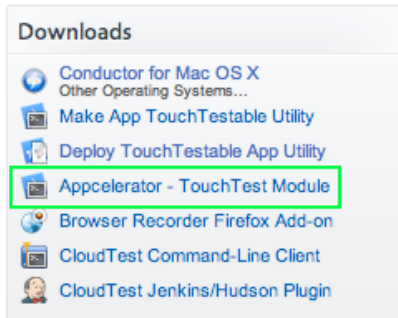 Downloads
Conductor for Mac OS X
Other Operating Systems...
Make App TouchTestable Utility
Deploy TouchTestable App Utility
Appcelerator - TouchTest Module
Browser Recorder Firefox Add-on
CloudTest Command-Line Client
CloudTest Jenkins/Hudson Plugin